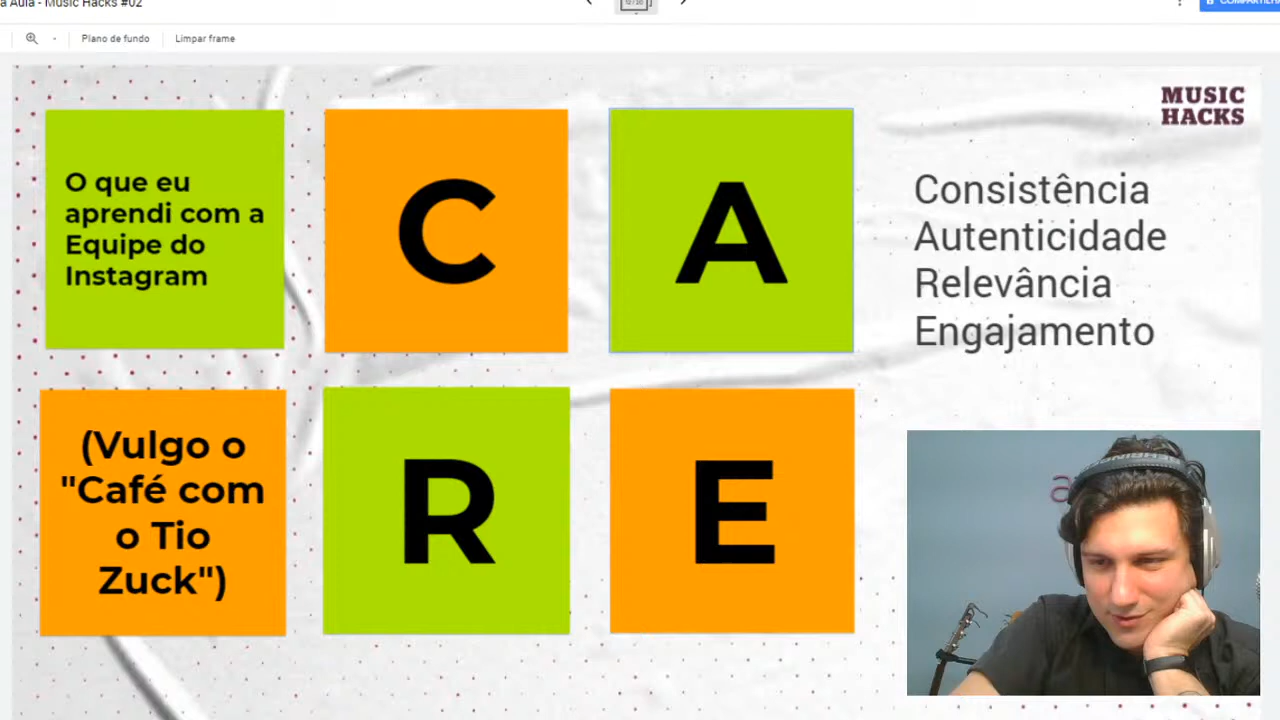 a Aula - Music Hacks #02
Plano de fundo
Limpar frame
MUSIC
HACKS
O que eu
aprendi com a
Equipe do
Instagram
C
A
Consistência
Autenticidade
Relevância
Engajamento
(Vulgo o
"Café com
o Tio
Zuck")
R
E